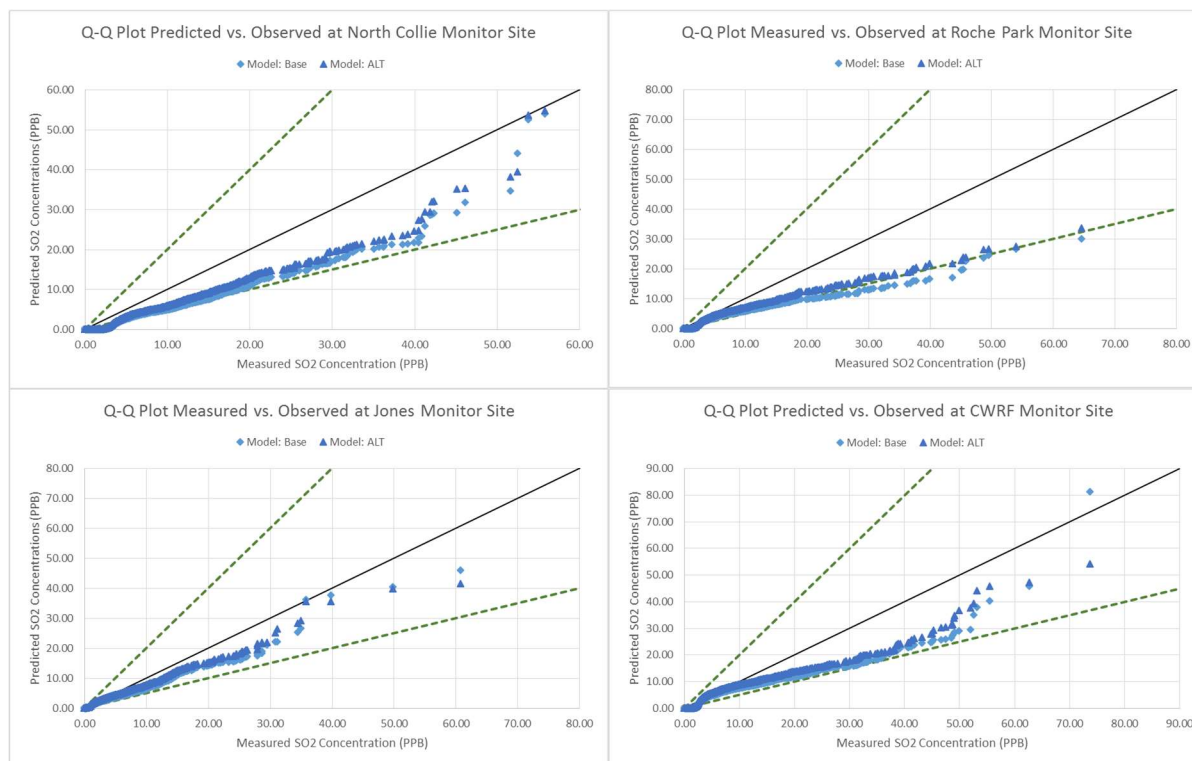 Q-Q Plot Predicted vs. Observed at North Collie Monitor Site
Model: Base Model: ALT
Predicted SO2 Concentrations (PPB)
60.00
50.00
40.00
30.00
20.00
10.00
0.00
0.00 10.00 20.00 30.00 40.00 50.00 60.00
Measured SO2 Concentration (PPB)
Q-Q Plot Measured vs. Observed at Roche Park Monitor Site
Model: Base Model: ALT
Predicted SO2 Concentrations (PPB)
80.00
70.00
60.00
50.00
40.00
30.00
20.00
10.00
0.00
0.00 10.00 20.00 30.00 40.00 50.00 60.00 70.00 80.00
Measured SO2 Concentration (PPB)
Q-Q Plot Measured vs. Observed at Jones Monitor Site
Model: Base Model: ALT
Predicted SO2 Concentrations (PPB)
80.00
70.00
60.00
50.00
40.00
30.00
20.00
10.00
0.00
0.00 10.00 20.00 30.00 40.00 50.00 60.00 70.00 80.00
Measured SO2 Concentration (PPB)
Q-Q Plot Predicted vs. Observed at CWRF Monitor Site
Model: Base Model: ALT
Predicted SO2 Concentrations (PPB)
90.00
80.00
70.00
60.00
50.00
40.00
30.00
20.00
10.00
0.00
0.00 10.00 20.00 30.00 40.00 50.00 60.00 70.00 80.00 90.00
Measured SO2 Concentration (PPB)